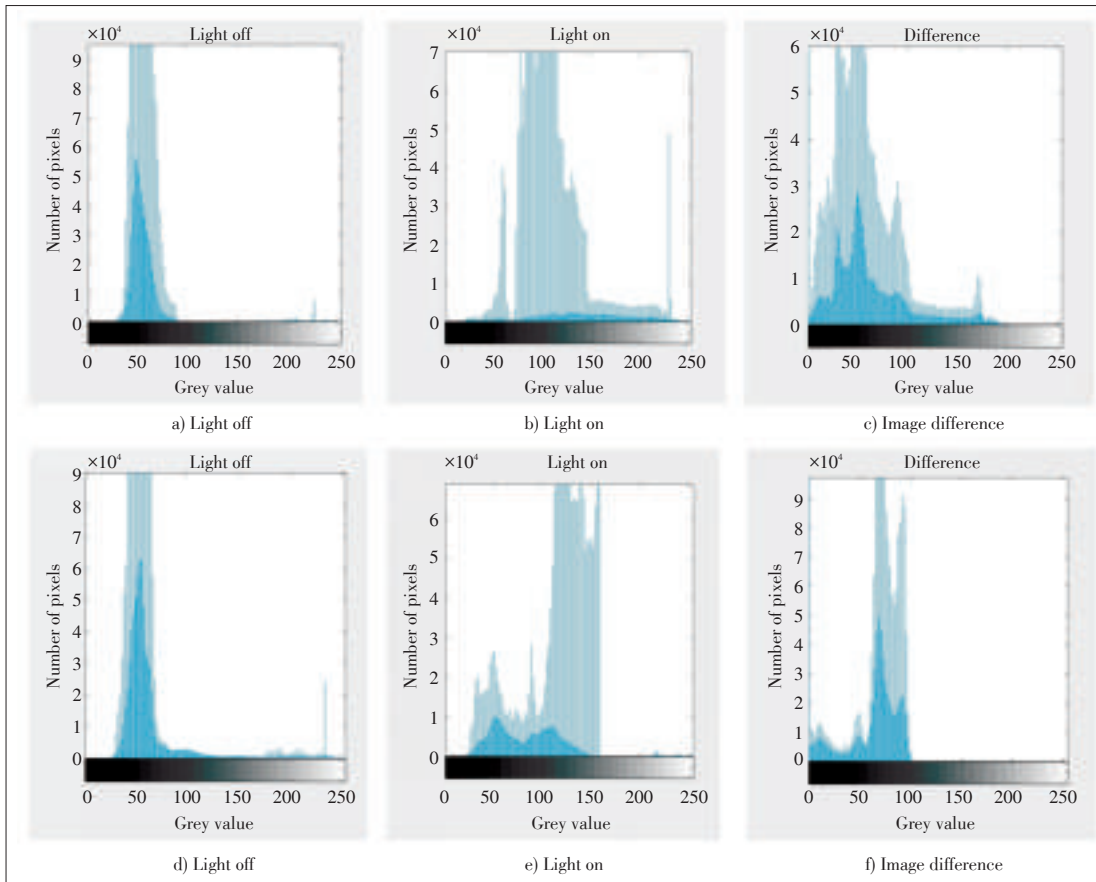 ×10⁴ Light off
9
8
7
6
5
4
3
2
1
0
Number of pixels
0 50 100 150 200 250
Grey value
a) Light off
×10⁴ Light on
7
6
5
4
3
2
1
0
Number of pixels
0 50 100 150 200 250
Grey value
b) Light on
×10⁴ Difference
6
5
4
3
2
1
0
Number of pixels
0 50 100 150 200 250
Grey value
c) Image difference
×10⁴ Light off
9
8
7
6
5
4
3
2
1
0
Number of pixels
0 50 100 150 200 250
Grey value
d) Light off
×10⁴ Light on
6
5
4
3
2
1
0
Number of pixels
0 50 100 150 200 250
Grey value
e) Light on
×10⁴ Difference
9
8
7
6
5
4
3
2
1
0
Number of pixels
0 50 100 150 200 250
Grey value
f) Image difference